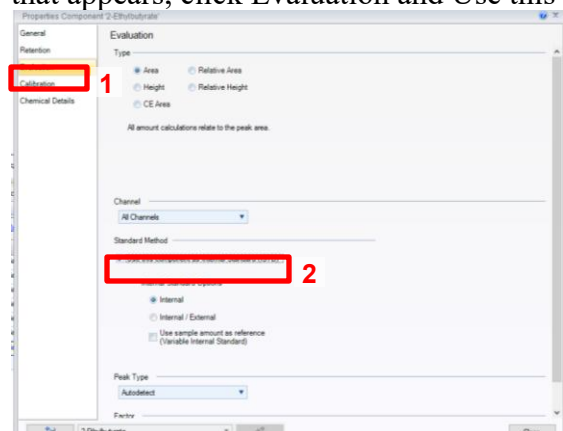 that appears, click Evaluation and Use this
Properties Component '2-Ethylbutyrate'
General
Evaluation
Retention
Type
Area
Relative Area
Calibration
1
Height
Relative Height
Chemical Details
CE Area
All amount calculations relate to the peak area.
Channel
All Channels
Standard Method
2
Internal Standard Options
Internal
Internal / External
Use sample amount as reference
(Variable Internal Standard)
Peak Type
Autodetect
Factor